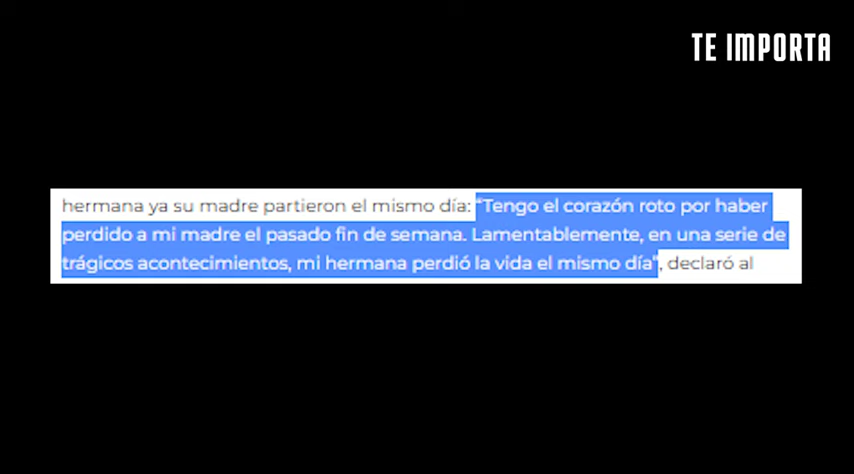 TE IMPORTA
hermana ya su madre partieron el mismo día: "Tengo el corazón roto por haber
perdido a mi madre el pasado fin de semana. Lamentablemente, en una serie de
trágicos acontecimientos, mi hermana perdió la vida el mismo día", declaró al